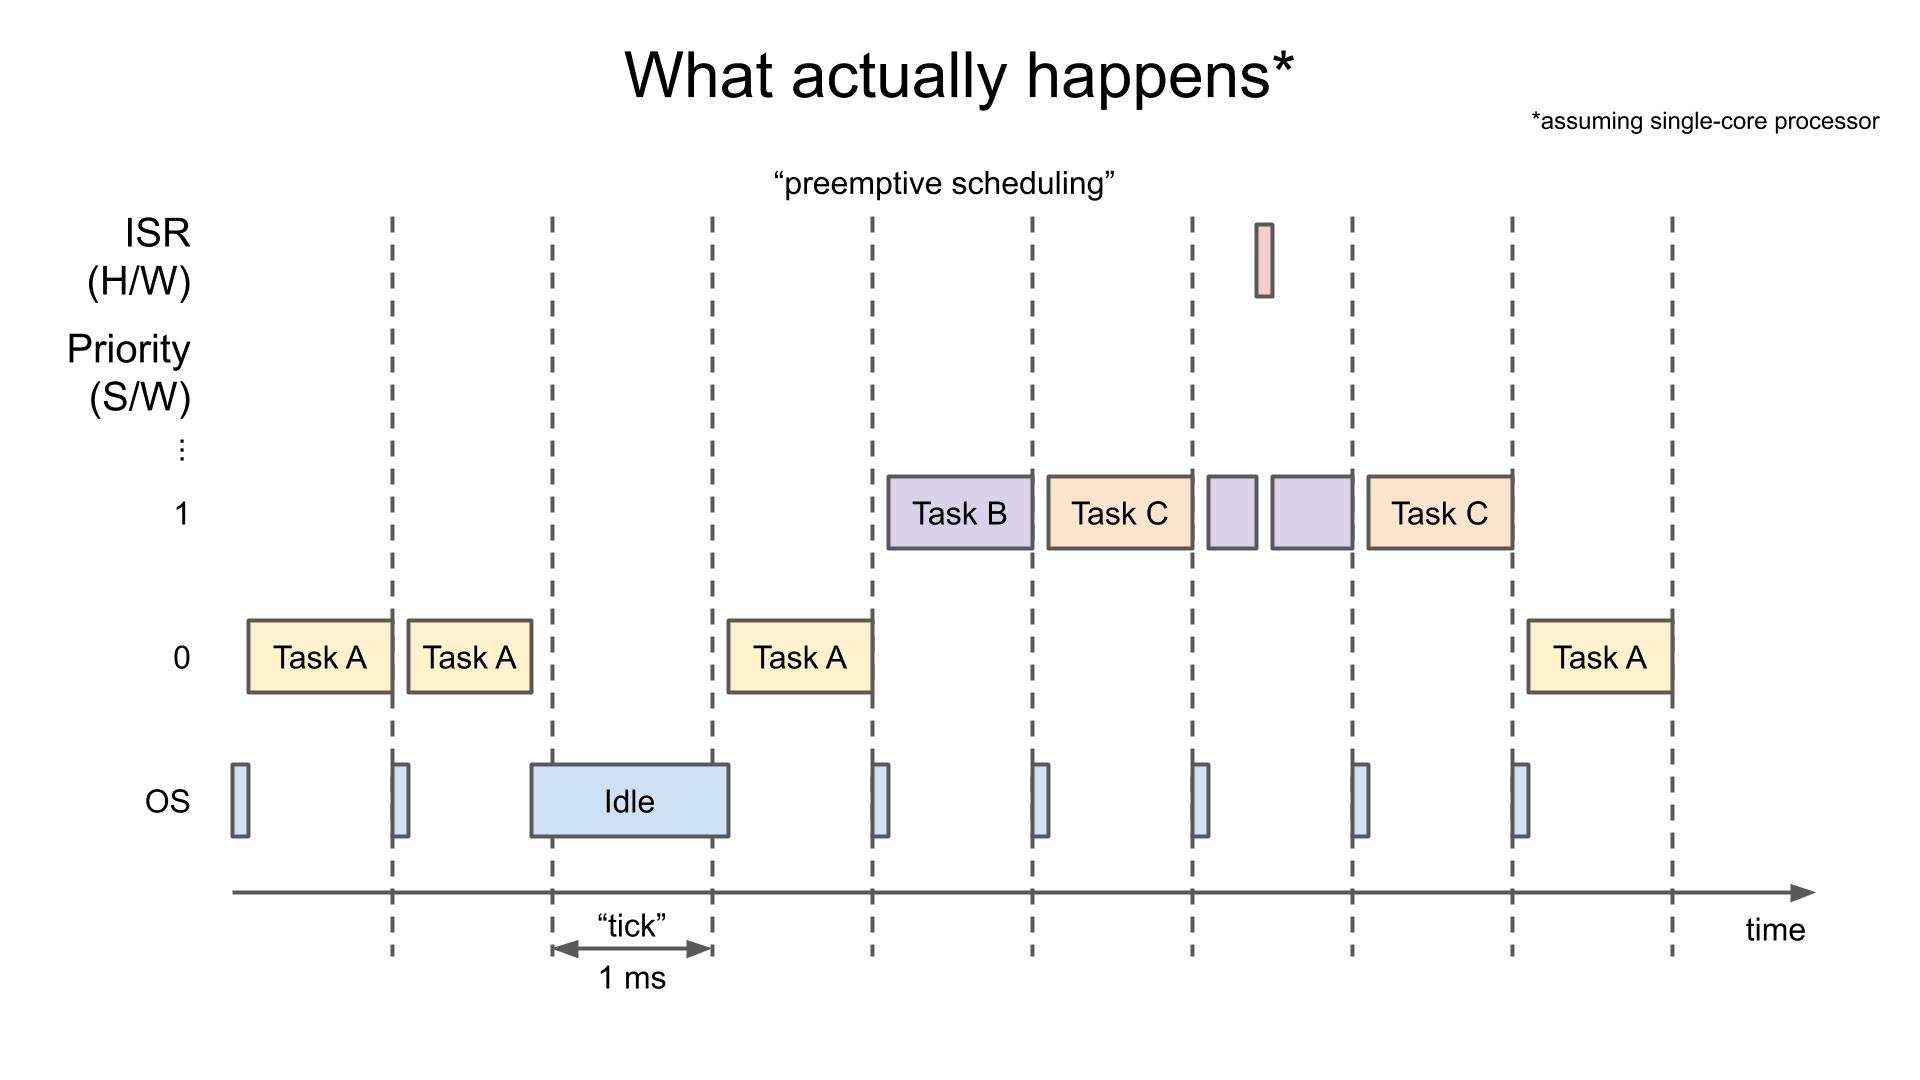 What actually happens*
*assuming single-core processor
“preemptive scheduling”
ISR
(H/W)
Priority
(S/W)
⋮
1
Task B
Task C
Task C
0
Task A
Task A
Task A
Task A
OS
Idle
“tick”
time
1 ms